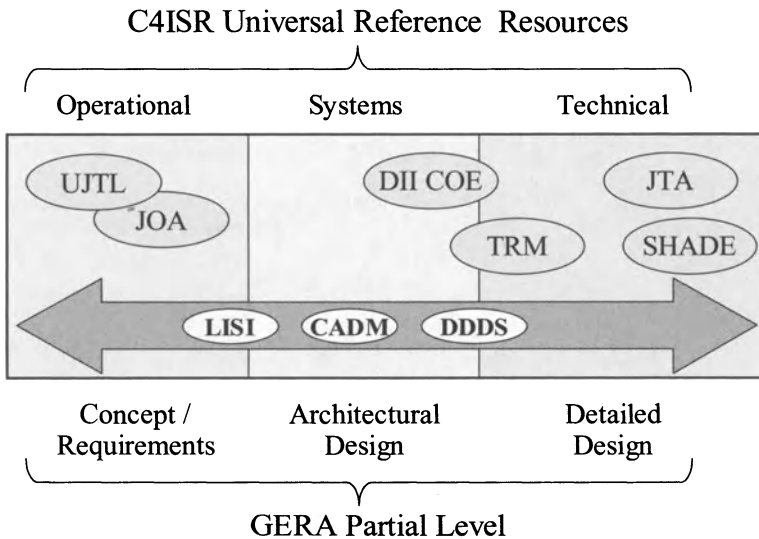 C4ISR Universal Reference Resources
Operational Systems Technical
UJTL DII COE JTA
JOA TRM SHADE
LISI CADM DDDS
Concept / Architectural Detailed
Requirements Design Design
GERA Partial Level